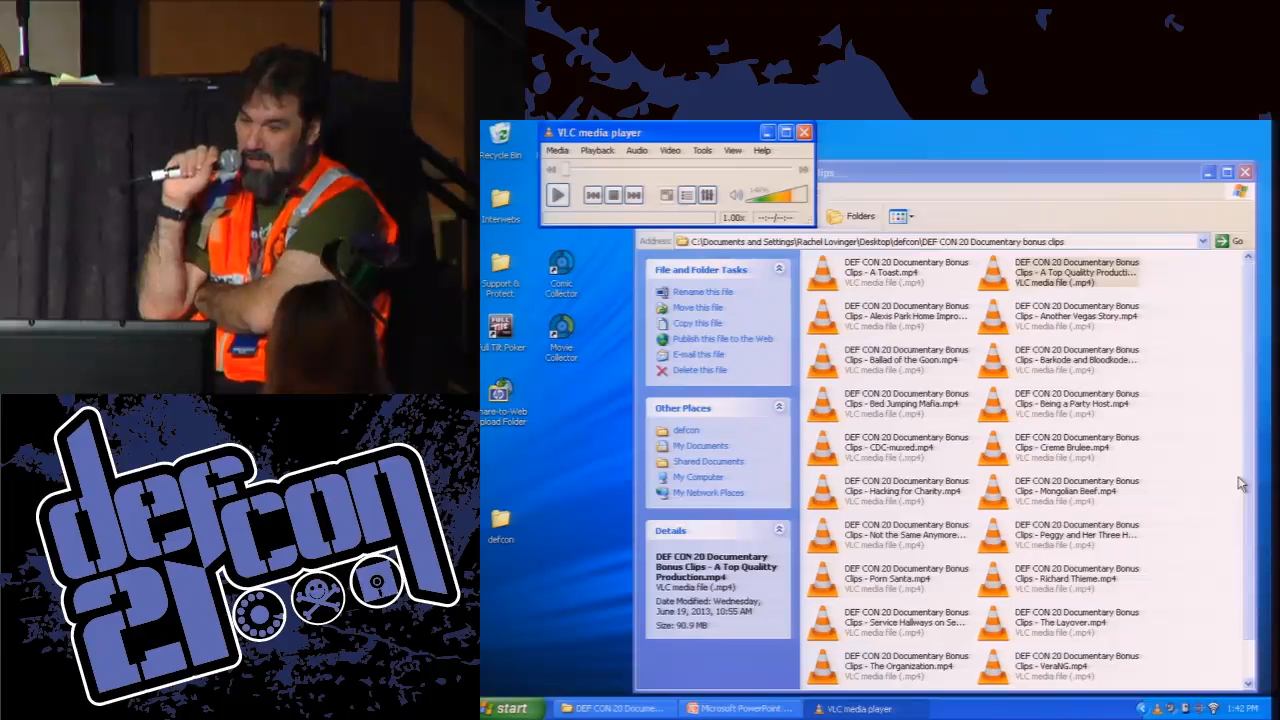 defcon
21
Recycle Bin
Interwebs
Support &
Protect
Comic
Collector
Full Tilt Poker
Movie
Collector
Share-to-Web
Upload Folder
defcon
VLC media player
Media Playback Audio Video Tools View Help
146%
1.00x --:--/--:--
Folders
Address C:\Documents and Settings\Rachel Lovinger\Desktop\defcon\DEF CON 20 Documentary bonus clips Go
File and Folder Tasks
Rename this file
Move this file
Copy this file
Publish this file to the Web
E-mail this file
Delete this file
Other Places
defcon
My Documents
Shared Documents
My Computer
My Network Places
Details
DEF CON 20 Documentary
Bonus Clips - A Top Qualitty
Production.mp4
VLC media file (.mp4)
Date Modified: Wednesday,
June 19, 2013, 10:55 AM
Size: 90.9 MB
DEF CON 20 Documentary Bonus
Clips - A Toast.mp4
VLC media file (.mp4)
DEF CON 20 Documentary Bonus
Clips - A Top Qualitty Producti...
VLC media file (.mp4)
DEF CON 20 Documentary Bonus
Clips - Alexis Park Home Impro...
VLC media file (.mp4)
DEF CON 20 Documentary Bonus
Clips - Another Vegas Story.mp4
VLC media file (.mp4)
DEF CON 20 Documentary Bonus
Clips - Ballad of the Goon.mp4
VLC media file (.mp4)
DEF CON 20 Documentary Bonus
Clips - Barkode and Bloodkode...
VLC media file (.mp4)
DEF CON 20 Documentary Bonus
Clips - Bed Jumping Mafia.mp4
VLC media file (.mp4)
DEF CON 20 Documentary Bonus
Clips - Being a Party Host.mp4
VLC media file (.mp4)
DEF CON 20 Documentary Bonus
Clips - CDC-muxed.mp4
VLC media file (.mp4)
DEF CON 20 Documentary Bonus
Clips - Creme Brulee.mp4
VLC media file (.mp4)
DEF CON 20 Documentary Bonus
Clips - Hacking for Charity.mp4
VLC media file (.mp4)
DEF CON 20 Documentary Bonus
Clips - Mongolian Beef.mp4
VLC media file (.mp4)
DEF CON 20 Documentary Bonus
Clips - Not the Same Anymore...
VLC media file (.mp4)
DEF CON 20 Documentary Bonus
Clips - Peggy and Her Three H...
VLC media file (.mp4)
DEF CON 20 Documentary Bonus
Clips - Porn Santa.mp4
VLC media file (.mp4)
DEF CON 20 Documentary Bonus
Clips - Richard Thieme.mp4
VLC media file (.mp4)
DEF CON 20 Documentary Bonus
Clips - Service Hallways on Se...
VLC media file (.mp4)
DEF CON 20 Documentary Bonus
Clips - The Layover.mp4
VLC media file (.mp4)
DEF CON 20 Documentary Bonus
Clips - The Organization.mp4
VLC media file (.mp4)
DEF CON 20 Documentary Bonus
Clips - VeraNG.mp4
VLC media file (.mp4)
start DEF CON 20 Docume... Microsoft PowerPoint ... VLC media player 1:42 PM